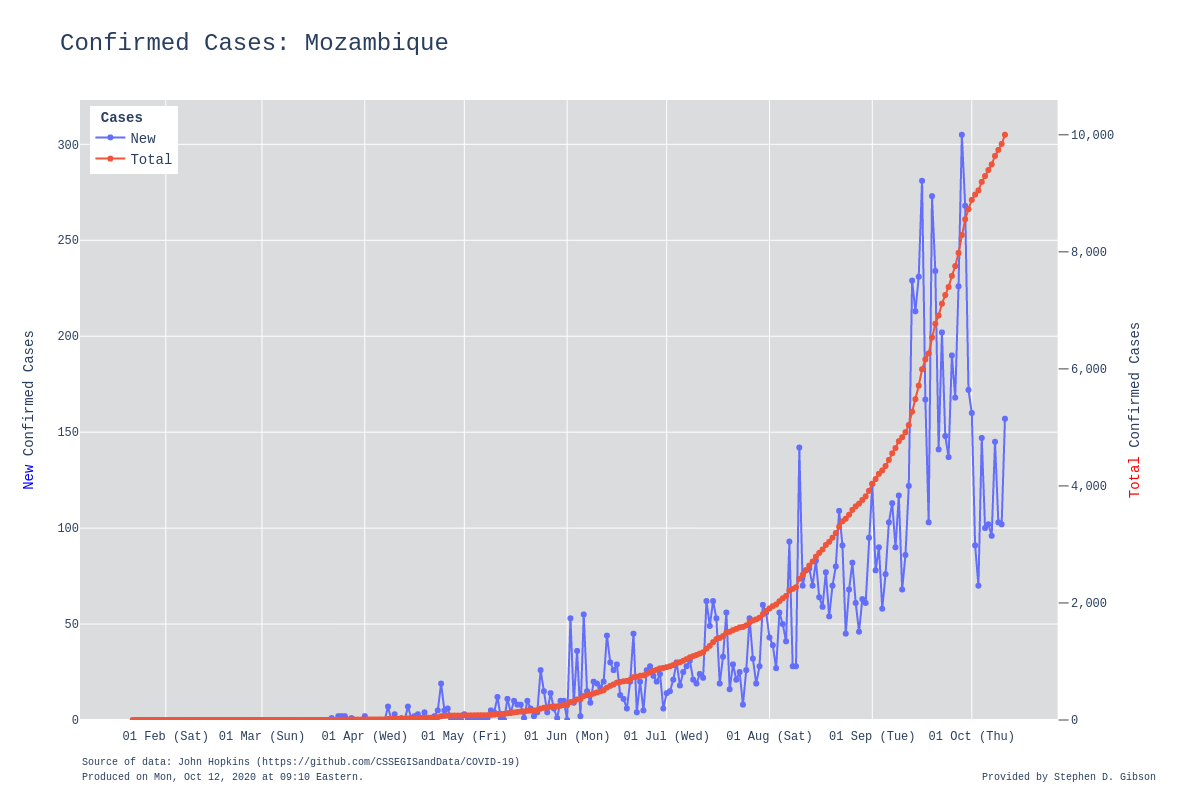 Confirmed Cases: Mozambique
Cases
New
Total
300
250
200
150
100
50
0
10,000
8,000
6,000
4,000
2,000
0
New Confirmed Cases
Total Confirmed Cases
01 Feb (Sat) 01 Mar (Sun) 01 Apr (Wed) 01 May (Fri) 01 Jun (Mon) 01 Jul (Wed) 01 Aug (Sat) 01 Sep (Tue) 01 Oct (Thu)
Source of data: John Hopkins (https://github.com/CSSEGISandData/COVID-19)
Produced on Mon, Oct 12, 2020 at 09:10 Eastern.
Provided by Stephen D. Gibson